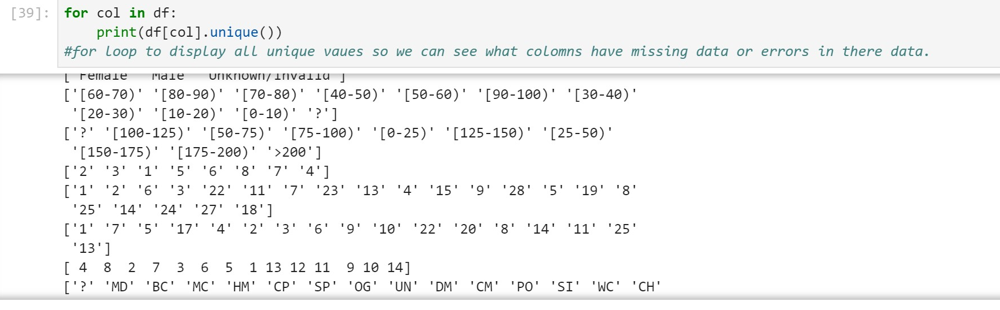 [39]: for col in df:
print(df[col].unique())
#for loop to display all unique vaues so we can see what colomns have missing data or errors in there data.
[ Female Male Unknown/Invalid ]
['[60-70)' '[80-90)' '[70-80)' '[40-50)' '[50-60)' '[90-100)' '[30-40)'
'[20-30)' '[10-20)' '[0-10)' '?']
['?' '[100-125)' '[50-75)' '[75-100)' '[0-25)' '[125-150)' '[25-50)'
'[150-175)' '[175-200)' '>200']
['2' '3' '1' '5' '6' '8' '7' '4']
['1' '2' '6' '3' '22' '11' '7' '23' '13' '4' '15' '9' '28' '5' '19' '8'
'25' '14' '24' '27' '18']
['1' '7' '5' '17' '4' '2' '3' '6' '9' '10' '22' '20' '8' '14' '11' '25'
'13']
[ 4 8 2 7 3 6 5 1 13 12 11 9 10 14]
['?' 'MD' 'BC' 'MC' 'HM' 'CP' 'SP' 'OG' 'UN' 'DM' 'CM' 'PO' 'SI' 'WC' 'CH'